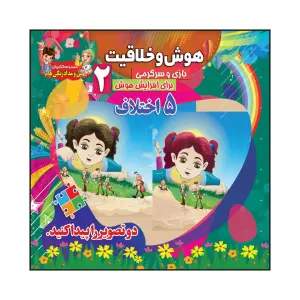 هوش و خلاقیت
بازی و سرگرمی
برای افزایش هوش
۲
۵ اختلاف
دو تصویر را پیدا کنید.